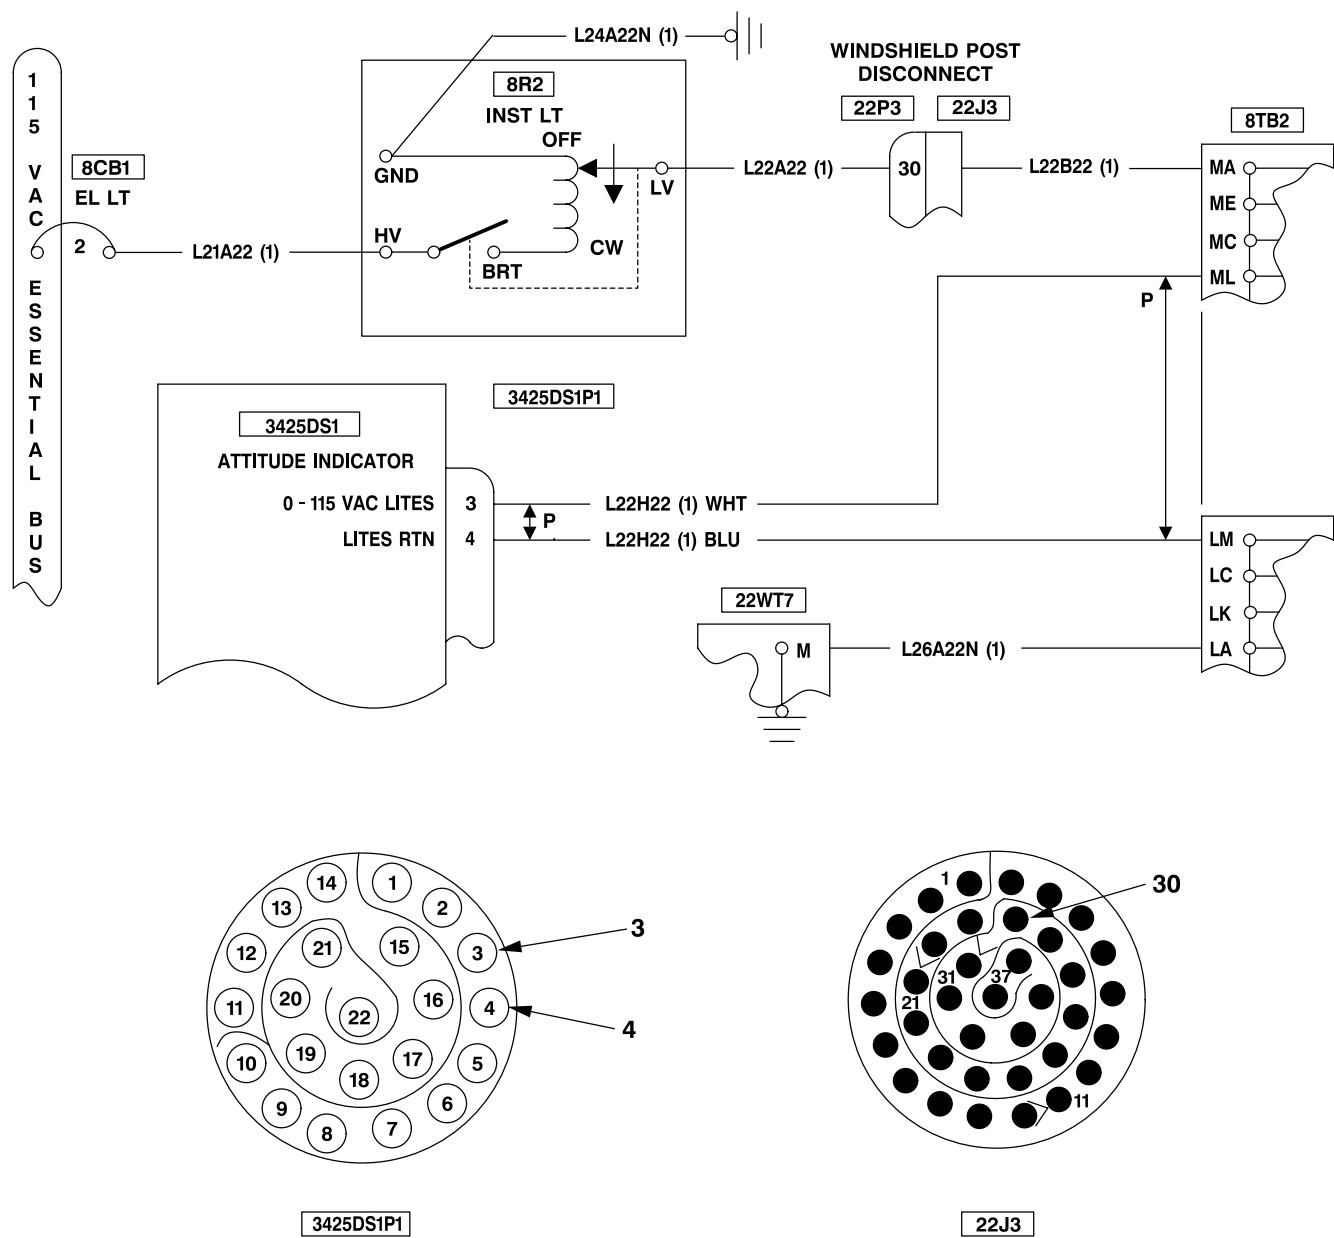 L24A22N (1)
WINDSHIELD POST
DISCONNECT
115 VAC ESSENTIAL BUS
8R2
INST LT
OFF
22P3
22J3
8TB2
8CB1
EL LT
GND
LV
L22A22 (1)
30
L22B22 (1)
MA
ME
MC
ML
2
L21A22 (1)
HV
BRT
CW
P
3425DS1P1
3425DS1
ATTITUDE INDICATOR
0 - 115 VAC LITES
3
L22H22 (1) WHT
P
LITES RTN
4
L22H22 (1) BLU
LM
LC
LK
LA
22WT7
M
L26A22N (1)
14
1
13
2
12
21
15
3
3
11
20
22
16
4
4
10
19
18
17
5
9
8
7
6
3425DS1P1
1
30
31
37
21
11
22J3